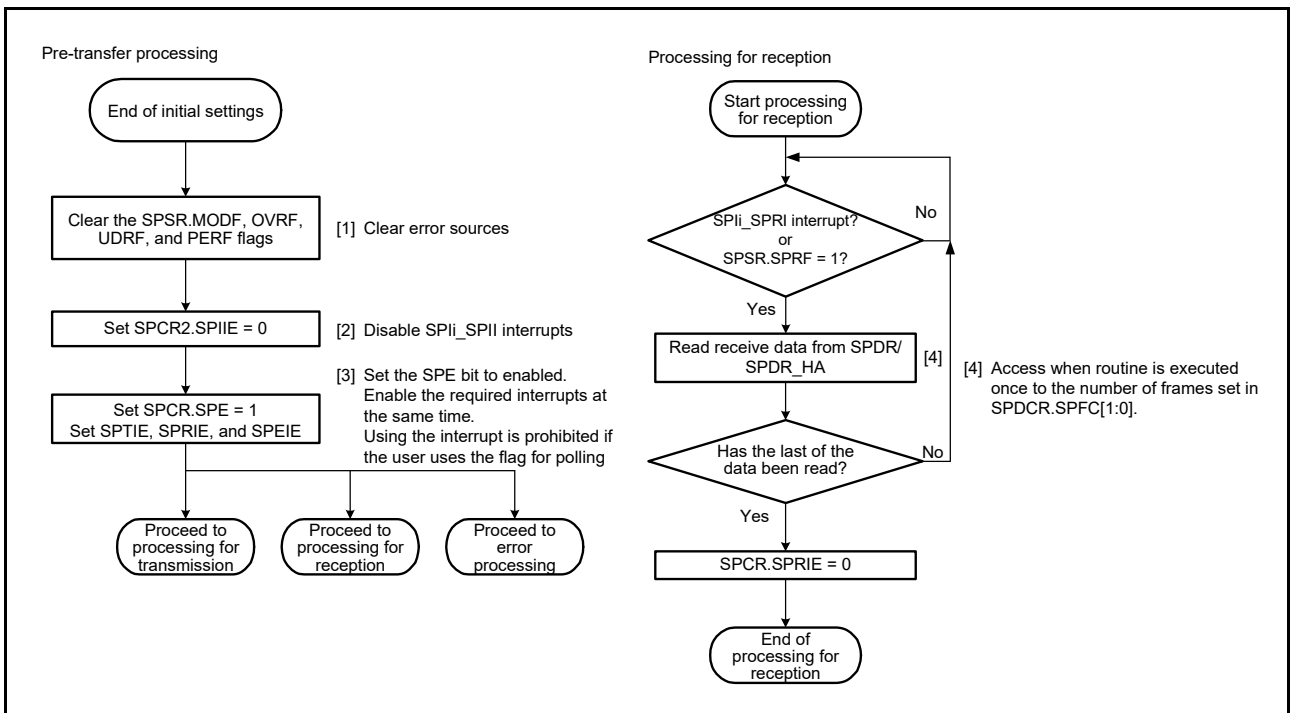 Pre-transfer processing
End of initial settings
Clear the SPSR.MODF, OVRF,
UDRF, and PERF flags
[1] Clear error sources
Set SPCR2.SPIIE = 0
[2] Disable SPIi_SPII interrupts
Set SPCR.SPE = 1
Set SPTIE, SPRIE, and SPEIE
[3] Set the SPE bit to enabled.
Enable the required interrupts at
the same time.
Using the interrupt is prohibited if
the user uses the flag for polling
Proceed to
processing for
transmission
Proceed to
processing for
reception
Proceed to
error
processing
Processing for reception
Start processing
for reception
SPIi_SPRI interrupt?
or
SPSR.SPRF = 1?
No
Yes
Read receive data from SPDR/
SPDR_HA
[4]
[4] Access when routine is executed
once to the number of frames set in
SPDCR.SPFC[1:0].
Has the last of the
data been read?
No
Yes
SPCR.SPRIE = 0
End of
processing for
reception